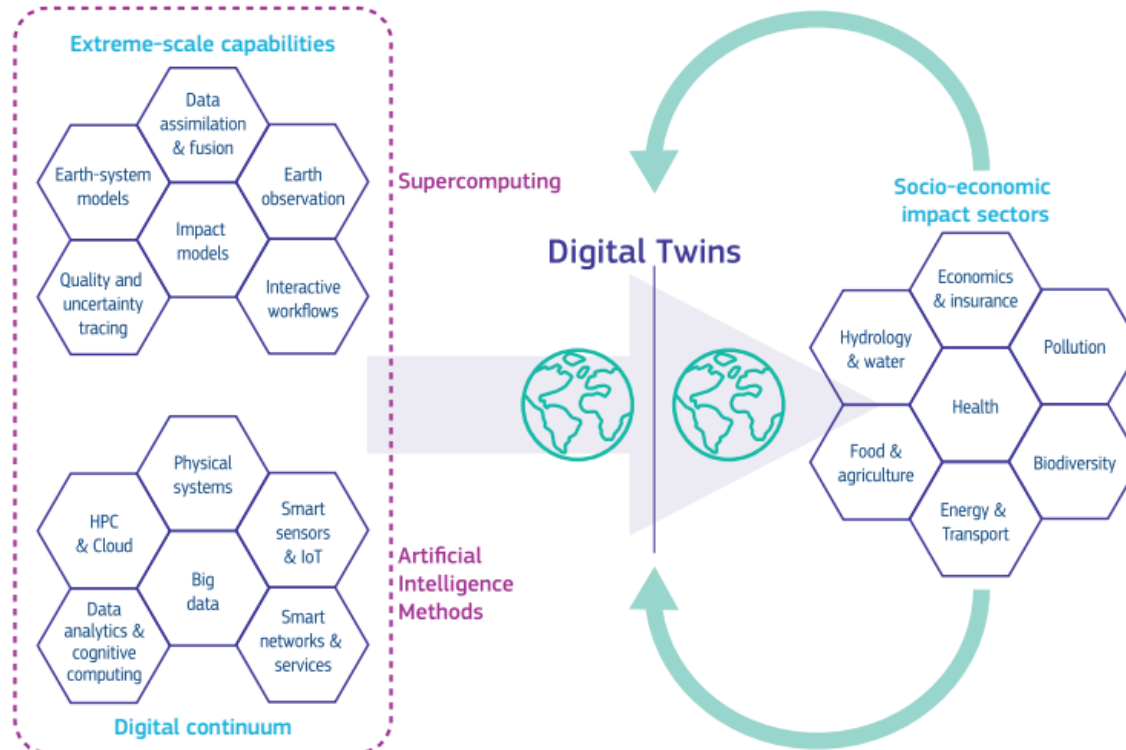 Extreme-scale capabilities
Data
assimilation
& fusion
Earth-system
models
Earth
observation
Impact
models
Quality and
uncertainty
tracing
Interactive
workflows
Supercomputing
Physical
systems
HPC
& Cloud
Smart
sensors
& IoT
Big
data
Data
analytics &
cognitive
computing
Smart
networks &
services
Digital continuum
Artificial
Intelligence
Methods
Digital Twins
Socio-economic
impact sectors
Economics
& insurance
Hydrology
& water
Pollution
Health
Food &
agriculture
Biodiversity
Energy &
Transport